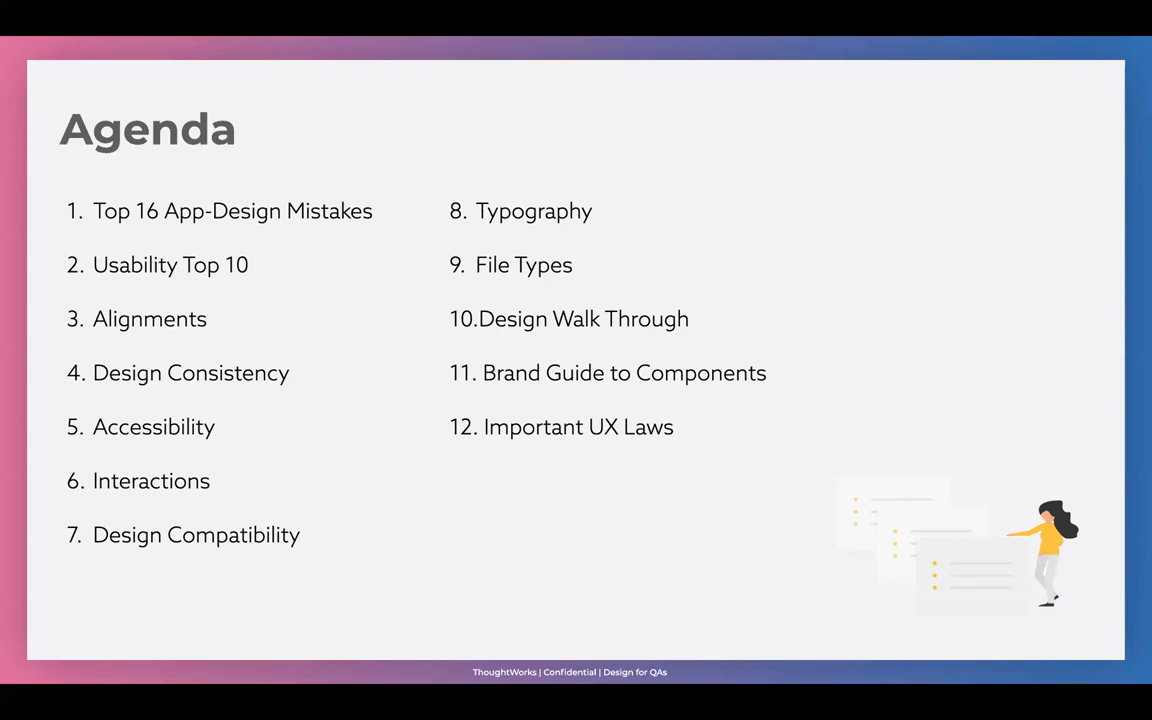 Agenda
1. Top 16 App-Design Mistakes
2. Usability Top 10
3. Alignments
4. Design Consistency
5. Accessibility
6. Interactions
7. Design Compatibility
8. Typography
9. File Types
10.Design Walk Through
11. Brand Guide to Components
12. Important UX Laws
ThoughtWorks | Confidential | Design for QAs